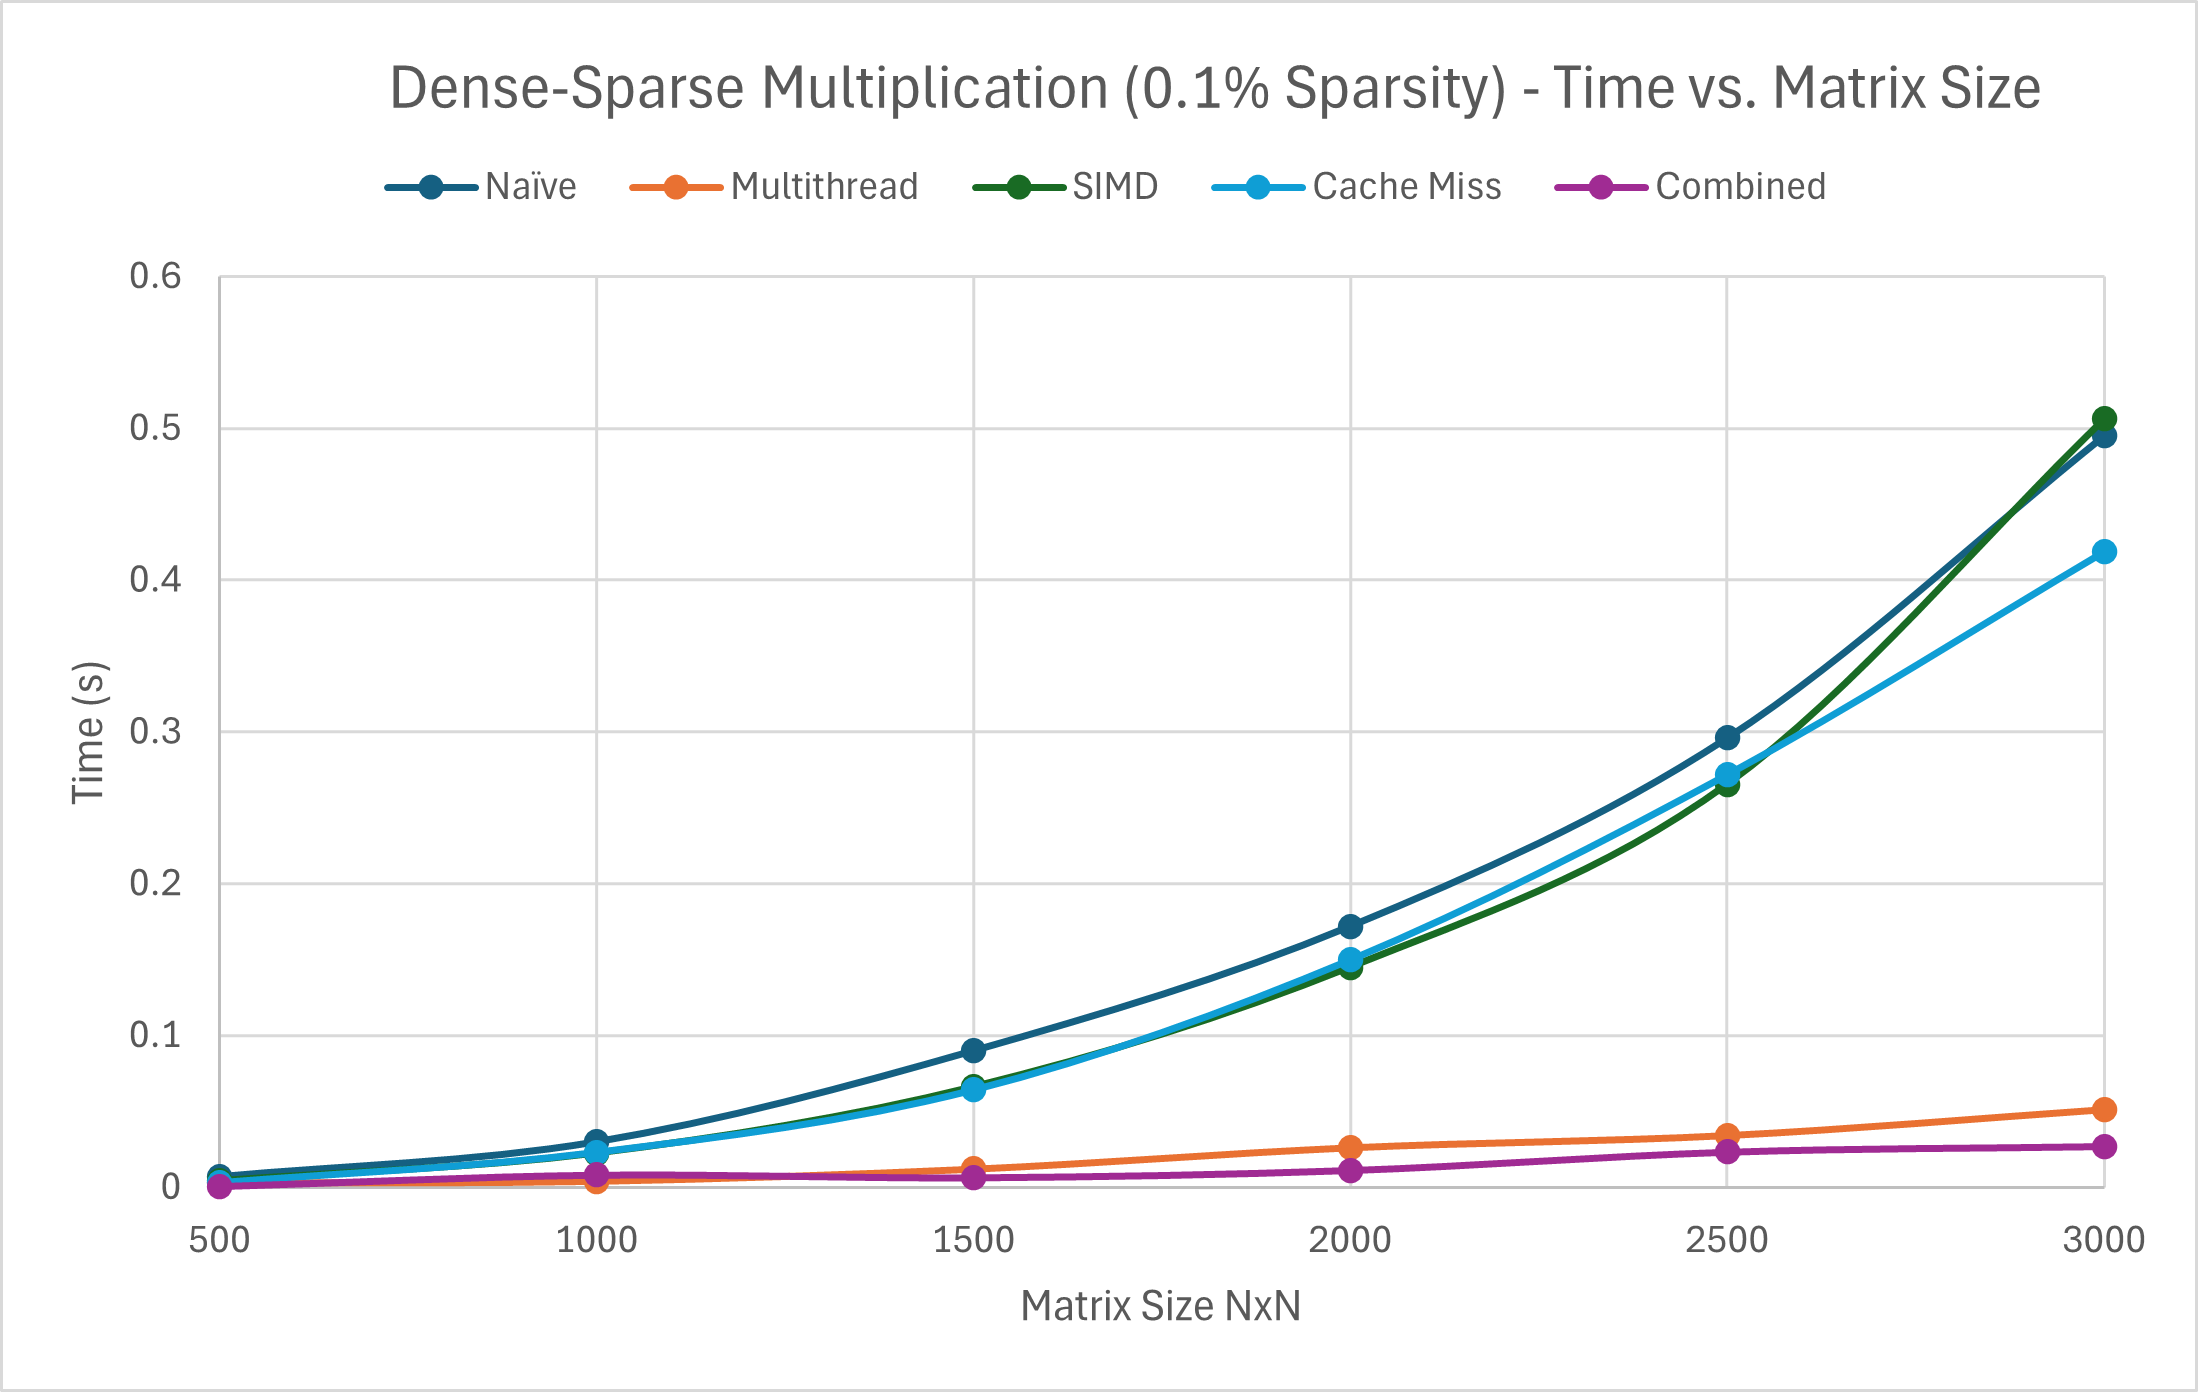 Dense-Sparse Multiplication (0.1% Sparsity) - Time vs. Matrix Size
Naïve Multithread SIMD Cache Miss Combined
0.6
0.5
0.4
0.3
0.2
0.1
0
Time (s)
500 1000 1500 2000 2500 3000
Matrix Size NxN